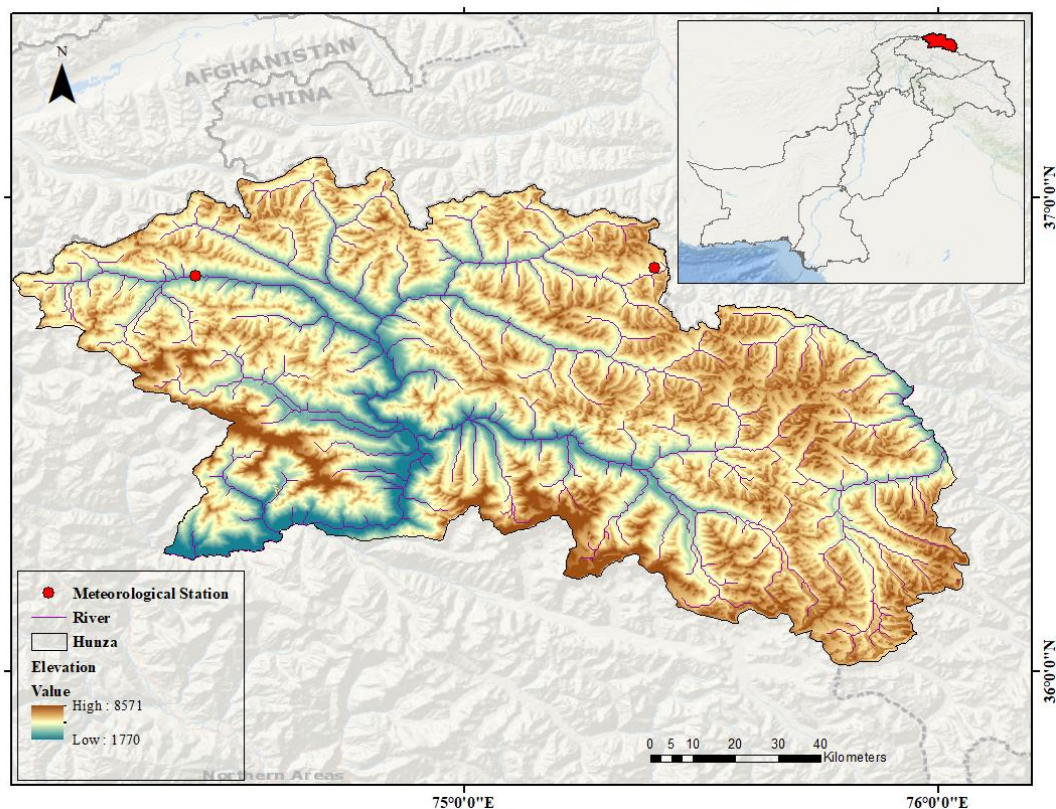 N
AFGHANISTAN
CHINA
37°0'0"N
36°0'0"N
Meteorological Station
River
Hunza
Elevation
Value
High : 8571
Low : 1770
Northern Areas
0 5 10 20 30 40
Kilometers
75°0'0"E
76°0'0"E